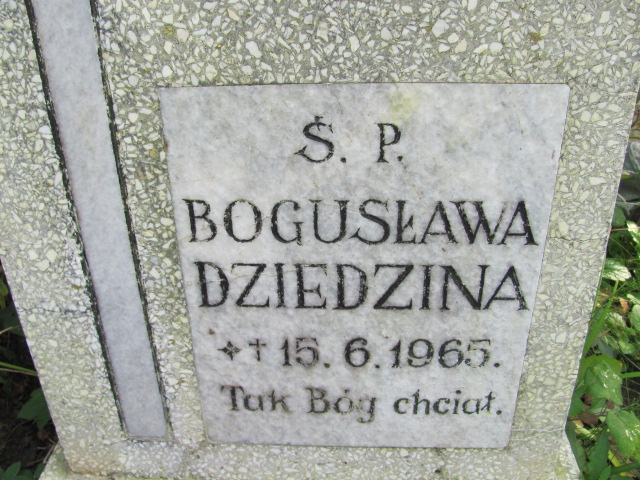 Ś. P.
BOGUSŁAWA
DZIEDZINA
✦✝ 15.6.1965.
Tak Bóg chciał.